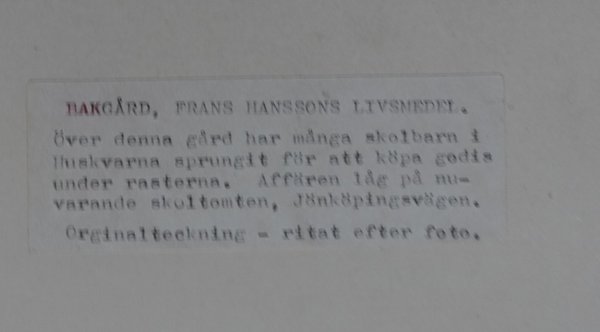 BAKGÅRD, FRANS HANSSONS LIVSMEDEL.
Över denna gård har många skolbarn i
Huskvarna sprungit för att köpa godis
under rasterna. Affären låg på nu-
varande skoltomten, Jönköpingsvägen.
Orginalteckning - ritat efter foto.